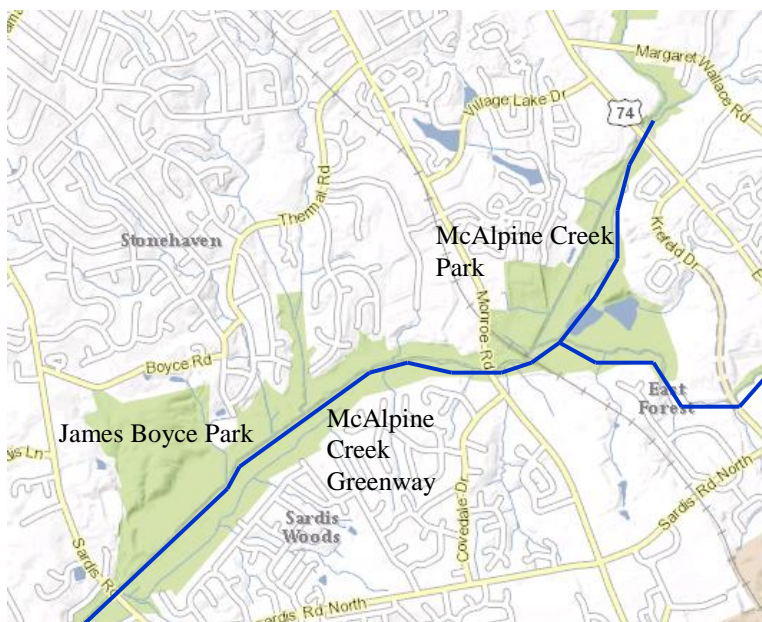 Margaret Wallace Rd
Village Lake Dr
74
Thermal Rd
Stonehaven
McAlpine Creek
Park
Krefeld Dr
Monroe Rd
E
Boyce Rd
East
Forest
James Boyce Park
McAlpine
Creek
Greenway
dis Ln
Sardis
Woods
Covedale Dr
Sardis Rd North
Sardis Rd
Sardis Rd North